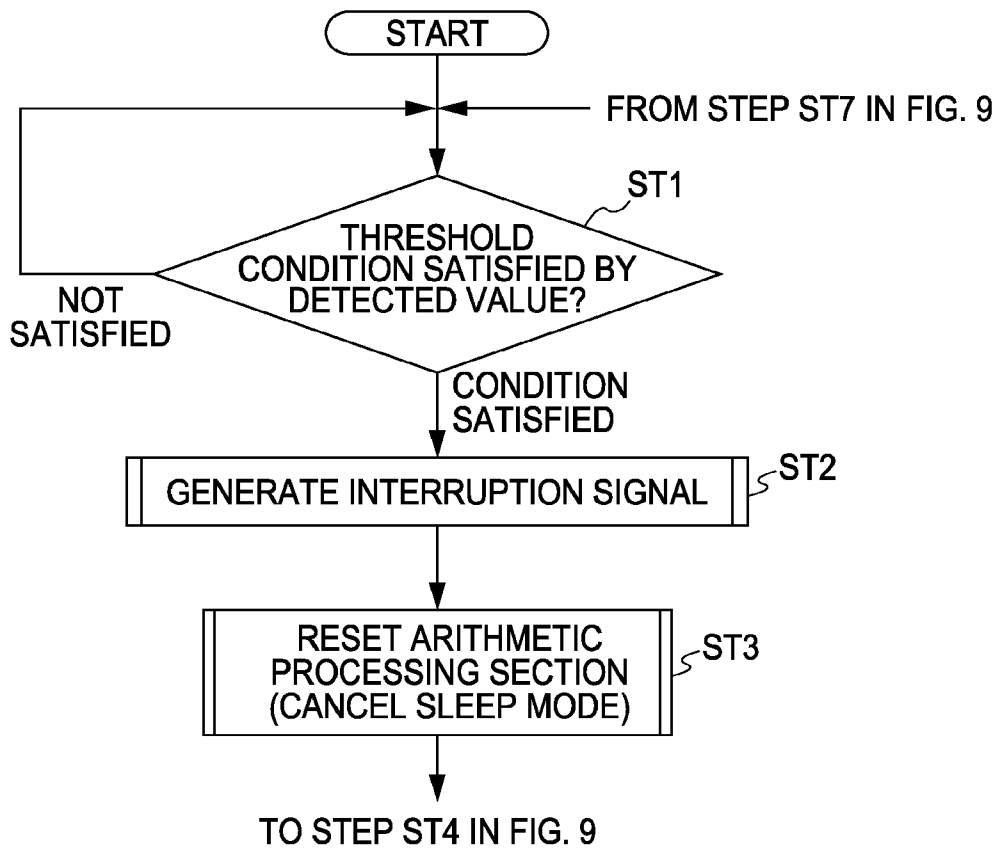 START
FROM STEP ST7 IN FIG. 9
ST1
THRESHOLD
CONDITION SATISFIED BY
DETECTED VALUE?
NOT
SATISFIED
CONDITION
SATISFIED
GENERATE INTERRUPTION SIGNAL
ST2
RESET ARITHMETIC
PROCESSING SECTION
(CANCEL SLEEP MODE)
ST3
TO STEP ST4 IN FIG. 9